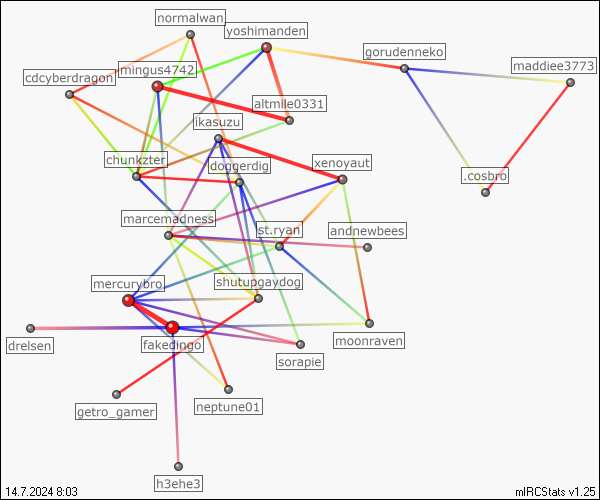 normalwan
yoshimanden
gorudenneko
maddiee3773
cdcyberdragon
mingus4742
altmile0331
ikasuzu
chunkzter
doggerdig
xenoyaut
.cosbro
marcemadness
st.ryan
andnewbees
mercurybro
shutupgaydog
drelsen
fakedingo
moonraven
sorapie
getro_gamer
neptune01
h3ehe3
14.7.2024 8:03
mIRCStats v1.25